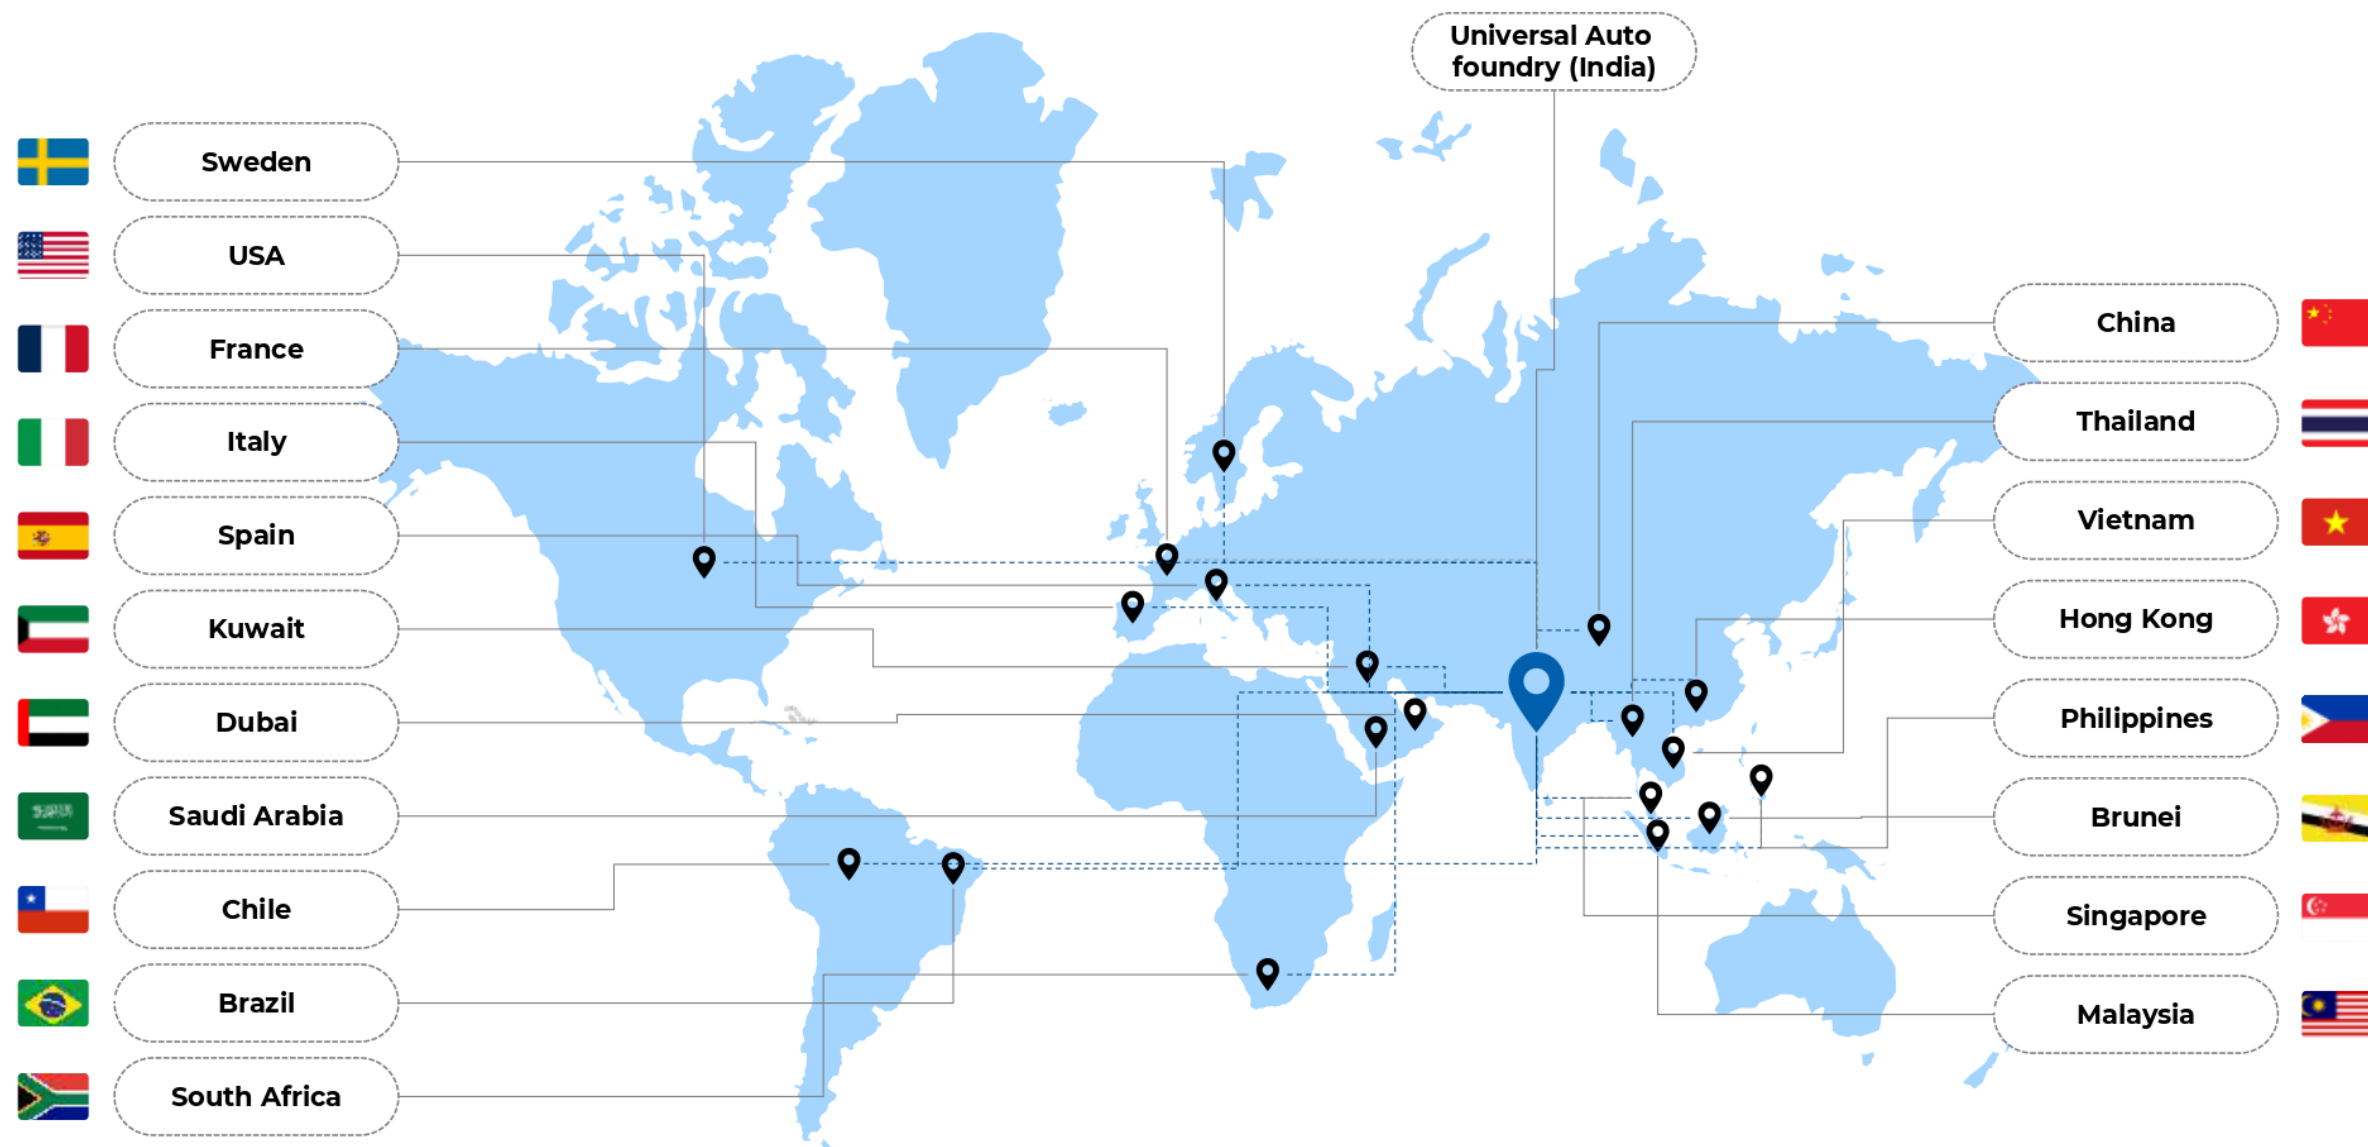 Universal Auto
foundry (India)
Sweden
USA
France
Italy
Spain
Kuwait
Dubai
Saudi Arabia
Chile
Brazil
South Africa
China
Thailand
Vietnam
Hong Kong
Philippines
Brunei
Singapore
Malaysia